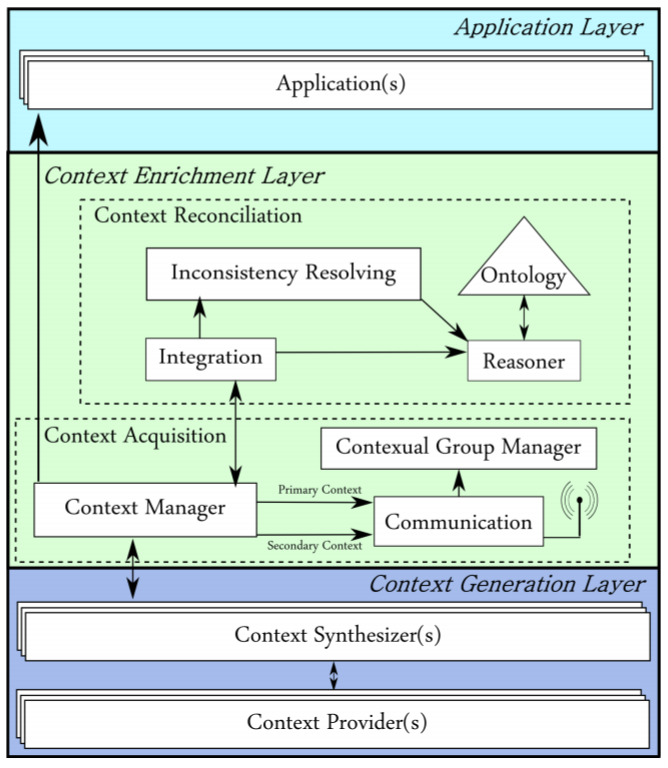 Application Layer
Application(s)
Context Enrichment Layer
Context Reconciliation
Inconsistency Resolving
Ontology
Integration
Reasoner
Context Acquisition
Contexual Group Manager
Context Manager
Primary Context
Communication
Secondary Context
Context Generation Layer
Context Synthesizer(s)
Context Provider(s)